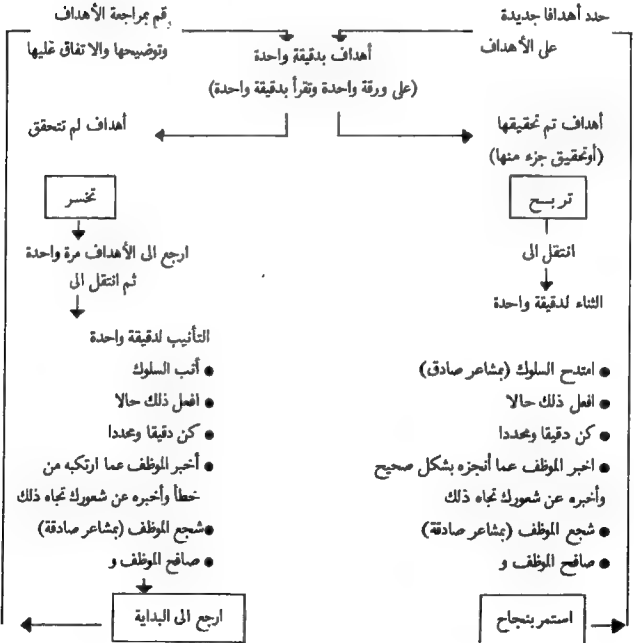 حدد أهدافا جديدة
على الأهداف
وقم بمراجعة الأهداف
وتوضيحها والاتفاق عليها
أهداف بدقيقة واحدة
(على ورقة واحدة وتقرأ بدقيقة واحدة)
أهداف تم تحقيقها
(أوتحقيق جزء منها)
أهداف لم تتحقق
تربح
انتقل الى
الثناء لدقيقة واحدة
امتدح السلوك (بمشاعر صادق)
افعل ذلك حالا
كن دقيقا ومحددا
اخبر الموظف عما أنجزه بشكل صحيح
وأخبره عن شعورك تجاه ذلك
شجع الموظف (بمشاعر صادقة)
صافح الموظف و
استمر بنجاح
تخسر
ارجع الى الأهداف مرة واحدة
ثم انتقل الى
التأنيب لدقيقة واحدة
أنب السلوك
افعل ذلك حالا
كن دقيقا ومحددا
أخبر الموظف عما ارتكبه من
خطأ وأخبره عن شعورك تجاه ذلك
شجع الموظف (بمشاعر صادقة)
صافح الموظف و
ارجع الى البداية